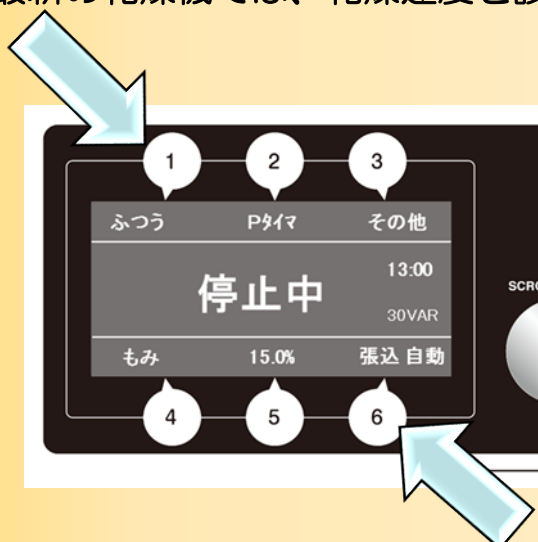 最新の乾燥機では、乾燥速度を設
1 2 3
ふつう Pタイマ その他
13:00
停止中
30VAR
もみ 15.0% 張込 自動
SCRO
4 5 6